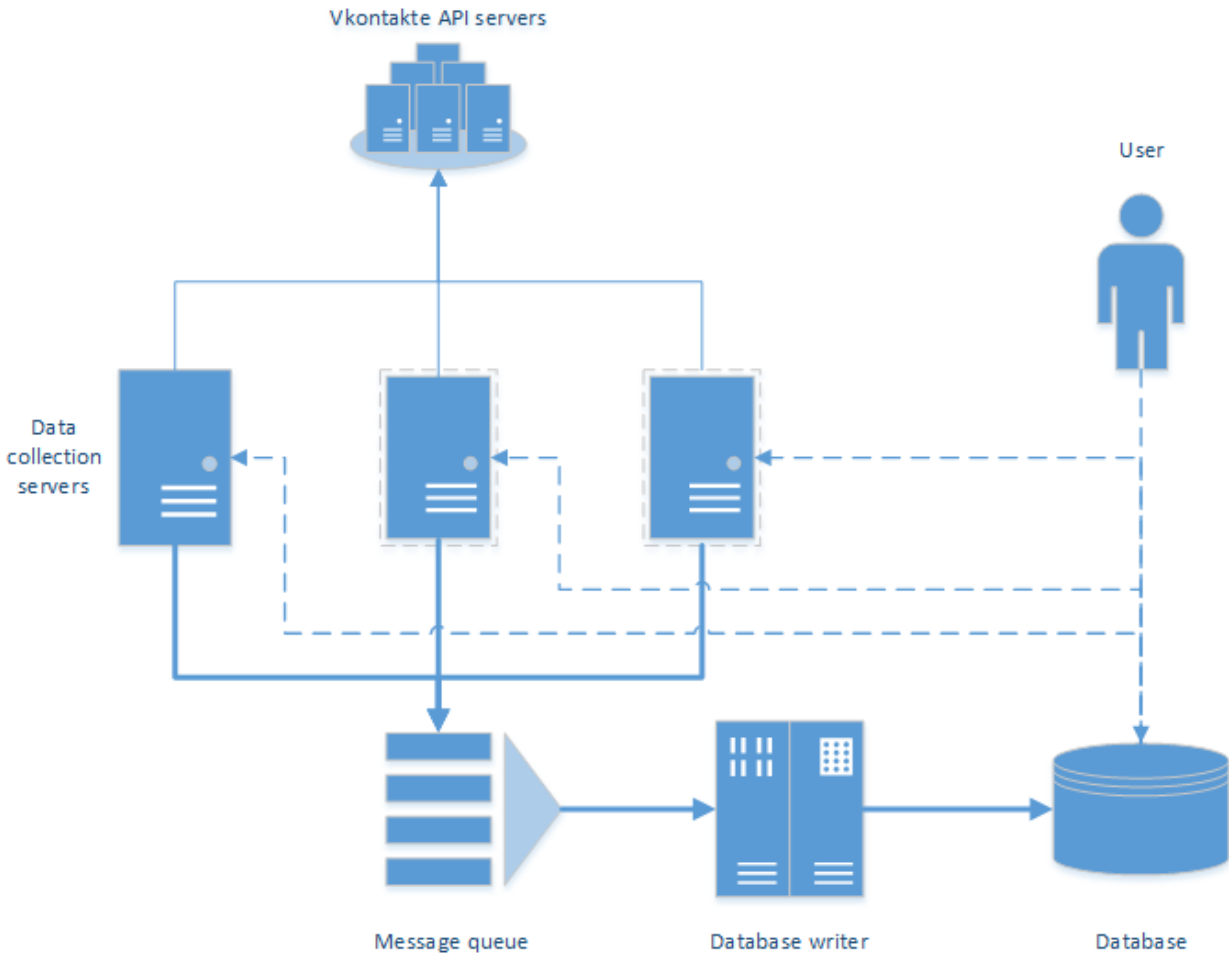 Vkontakte API servers
User
Data
collection
servers
Message queue
Database writer
Database